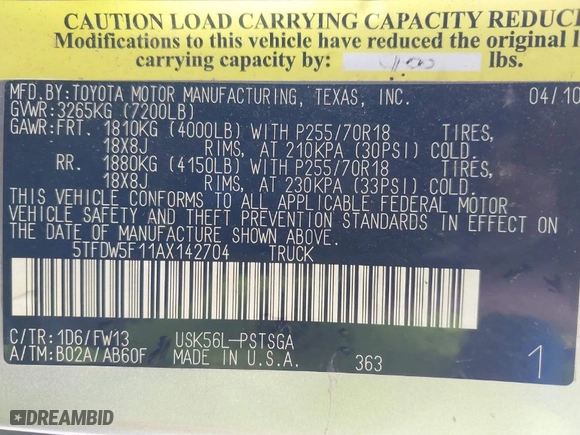 CAUTION LOAD CARRYING CAPACITY REDUC
Modifications to this vehicle have reduced the original
carrying capacity by: lbs.
MFD.BY:TOYOTA MOTOR MANUFACTURING, TEXAS, INC. 04/10
GVWR:3265KG (7200LB)
GAWR:FRT. 1810KG (4000LB) WITH P255/70R18 TIRES,
18X8J RIMS, AT 210KPA (30PSI) COLD.
RR. 1880KG (4150LB) WITH P255/70R18 TIRES,
18X8J RIMS, AT 230KPA (33PSI) COLD.
THIS VEHICLE CONFORMS TO ALL APPLICABLE FEDERAL MOTOR
VEHICLE SAFETY AND THEFT PREVENTION STANDARDS IN EFFECT ON
THE DATE OF MANUFACTURE SHOWN ABOVE.
5TFDW5F11AX142704 TRUCK
C/TR:1D6/FW13 USK56L-PSTSGA
A/TM:B02A/AB60F MADE IN U.S.A. 363 1
DREAMBID